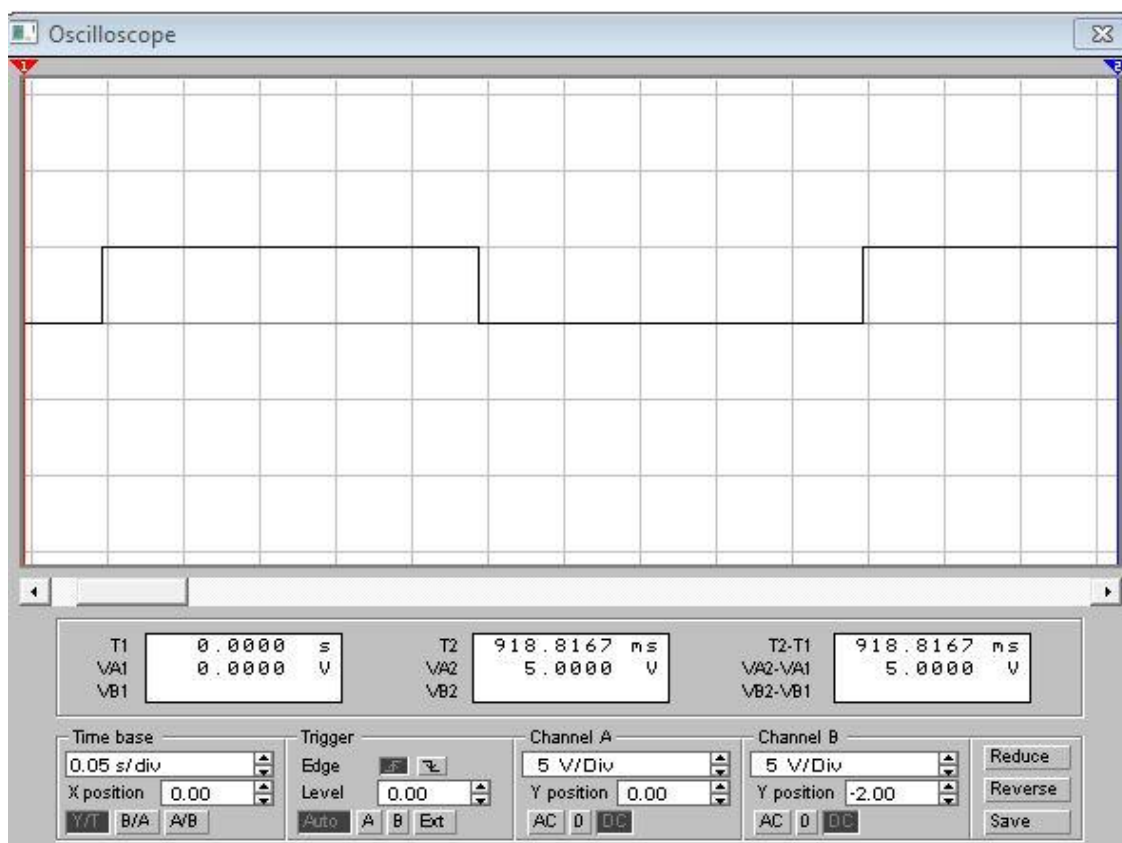 Oscilloscope
1
2
T1 0.0000 s T2 918.8167 ms T2-T1 918.8167 ms
VA1 0.0000 V VA2 5.0000 V VA2-VA1 5.0000 V
VB1 VB2 VB2-VB1
Time base Trigger Channel A Channel B
0.05 s/div Edge 5 V/Div 5 V/Div Reduce
X position 0.00 Level 0.00 Y position 0.00 Y position -2.00 Reverse
Y/T B/A A/B Auto A B Ext AC 0 DC AC 0 DC Save